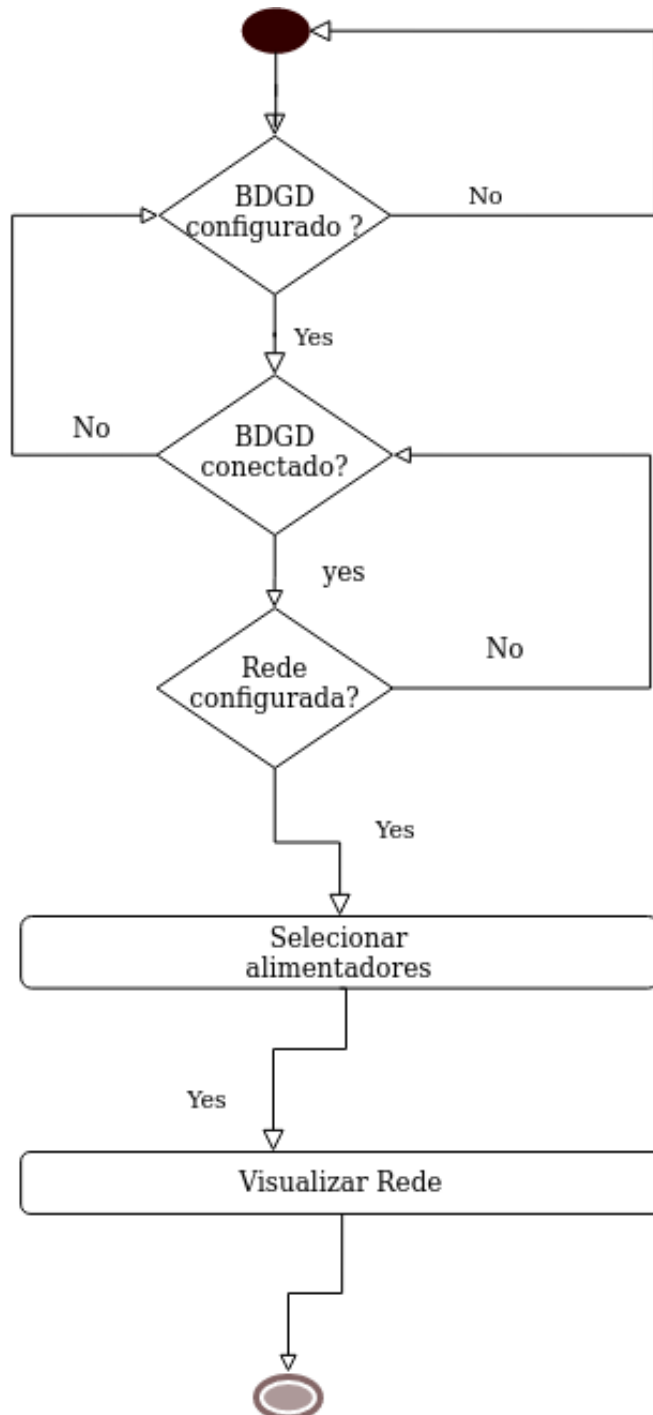 BDGD
configurado ?
No
Yes
No
BDGD
conectado?
yes
No
Rede
configurada?
Yes
Selecionar
alimentadores
Yes
Visualizar Rede